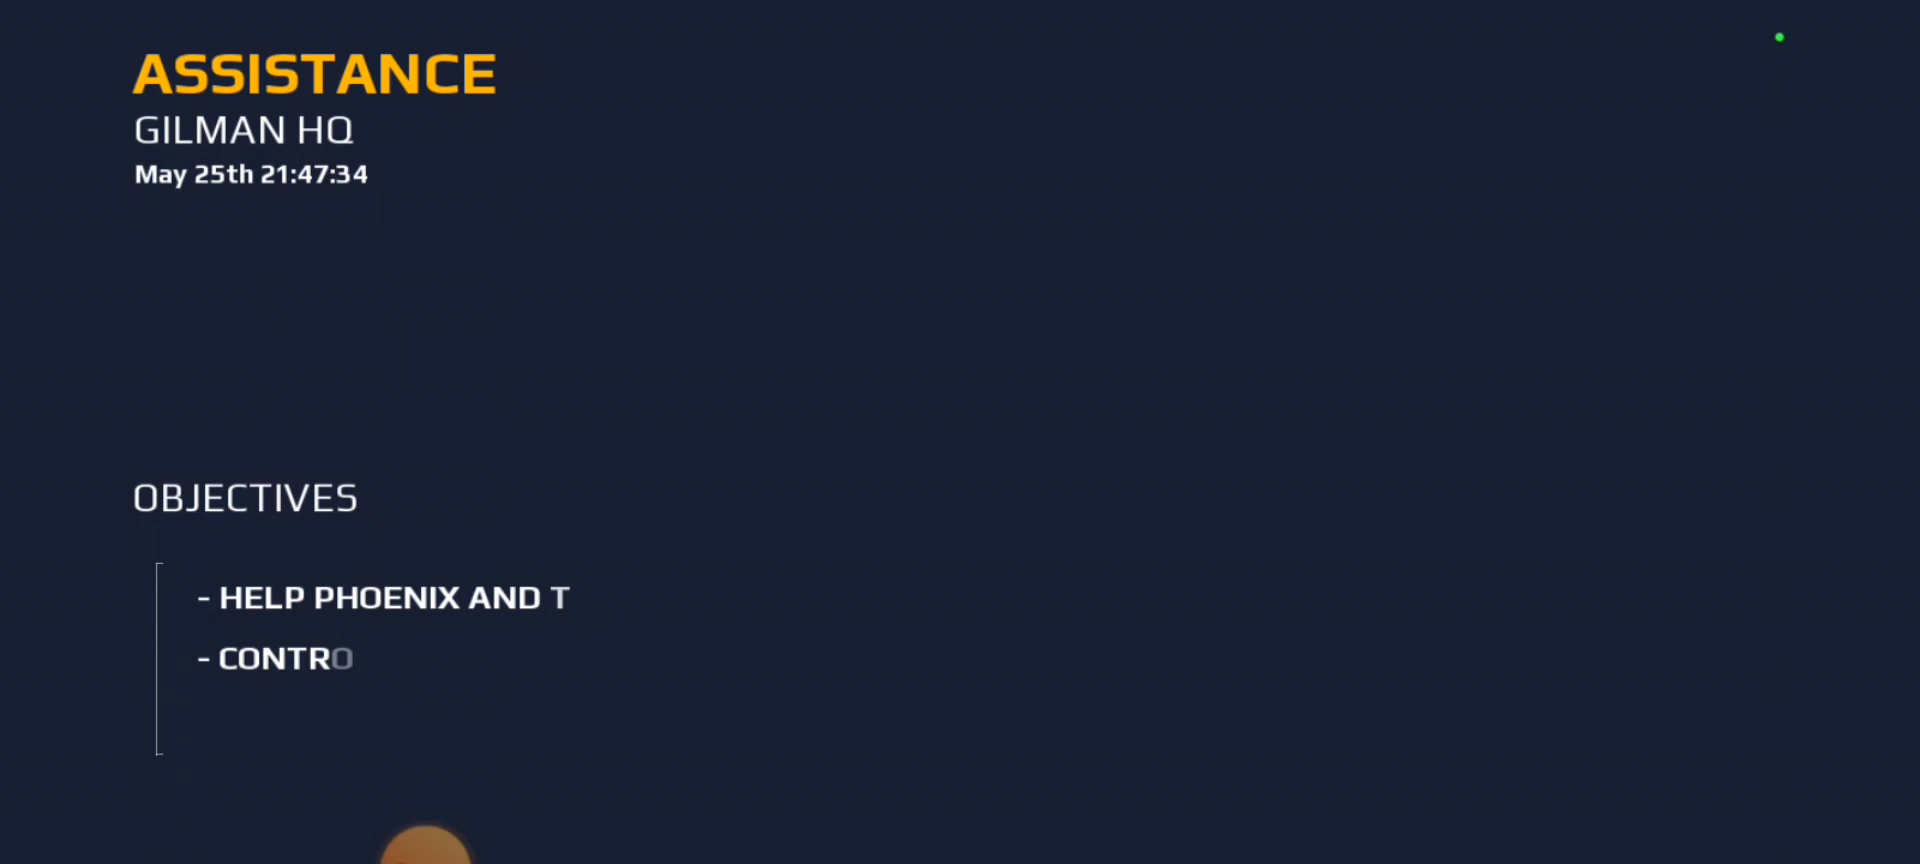 ASSISTANCE
GILMAN HQ
May 25th 21:47:34
OBJECTIVES
- HELP PHOENIX AND T
- CONTRO